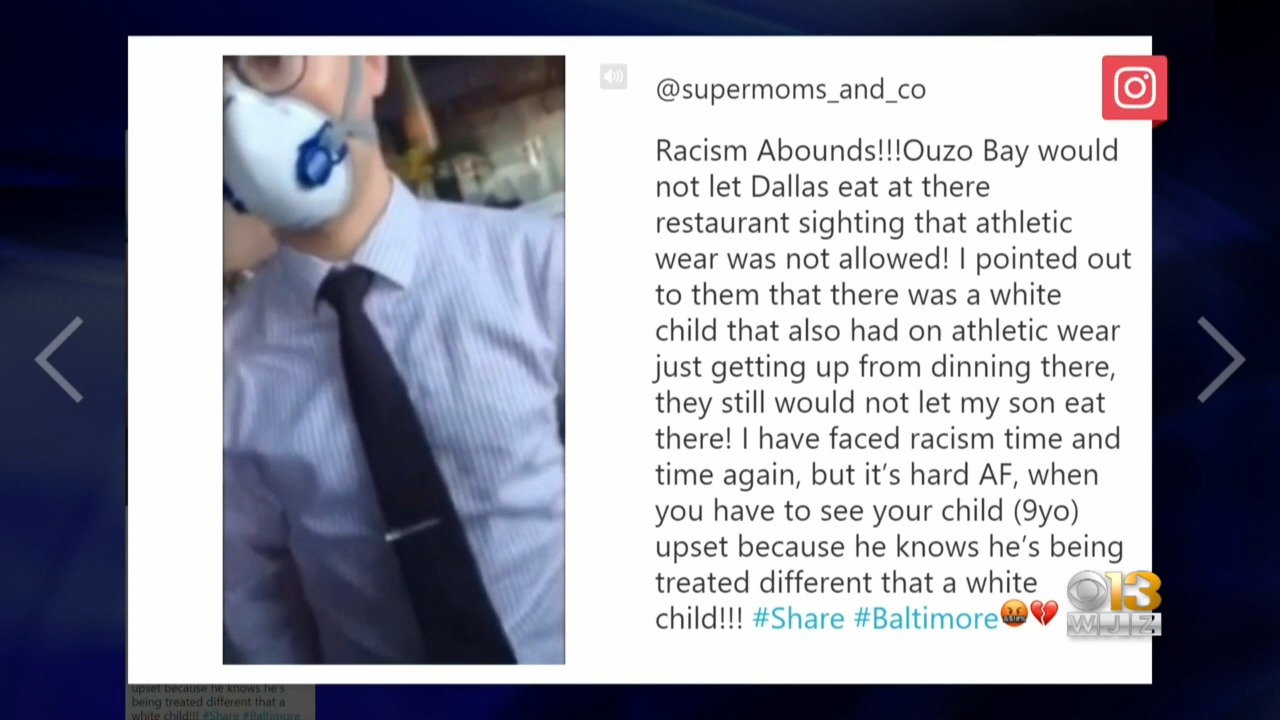 @supermoms_and_co
Racism Abounds!!!Ouzo Bay would
not let Dallas eat at there
restaurant sighting that athletic
wear was not allowed! I pointed out
to them that there was a white
child that also had on athletic wear
just getting up from dinning there,
they still would not let my son eat
there! I have faced racism time and
time again, but it’s hard AF, when
you have to see your child (9yo)
upset because he knows he’s being
treated different that a white
child!!! #Share #Baltimore🤬💔
13
WJZ
upset because he knows he's
being treated different that a
white child!!! #Share #Baltimore